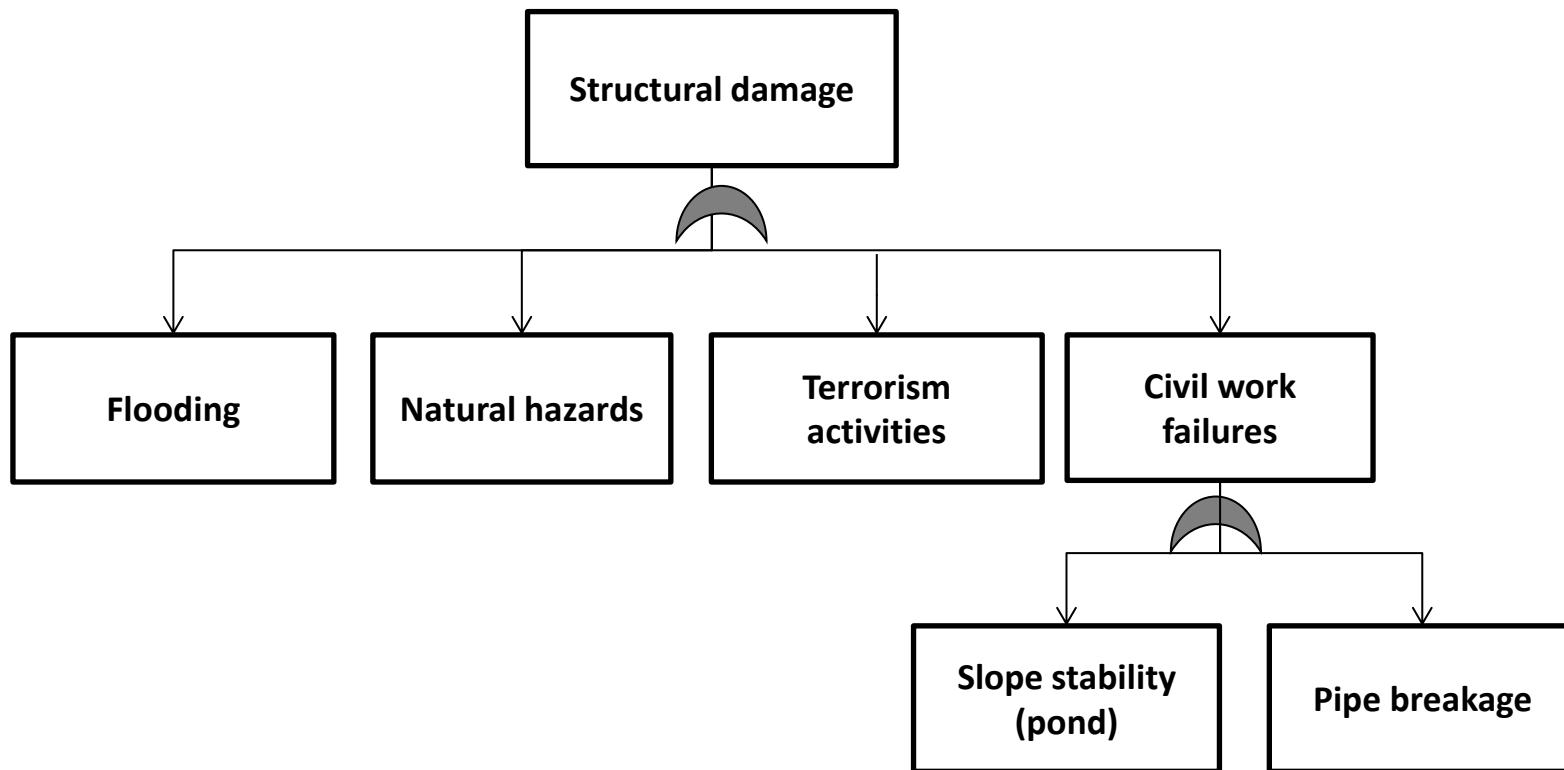 Structural damage
Flooding
Natural hazards
Terrorism
activities
Civil work
failures
Slope stability
(pond)
Pipe breakage